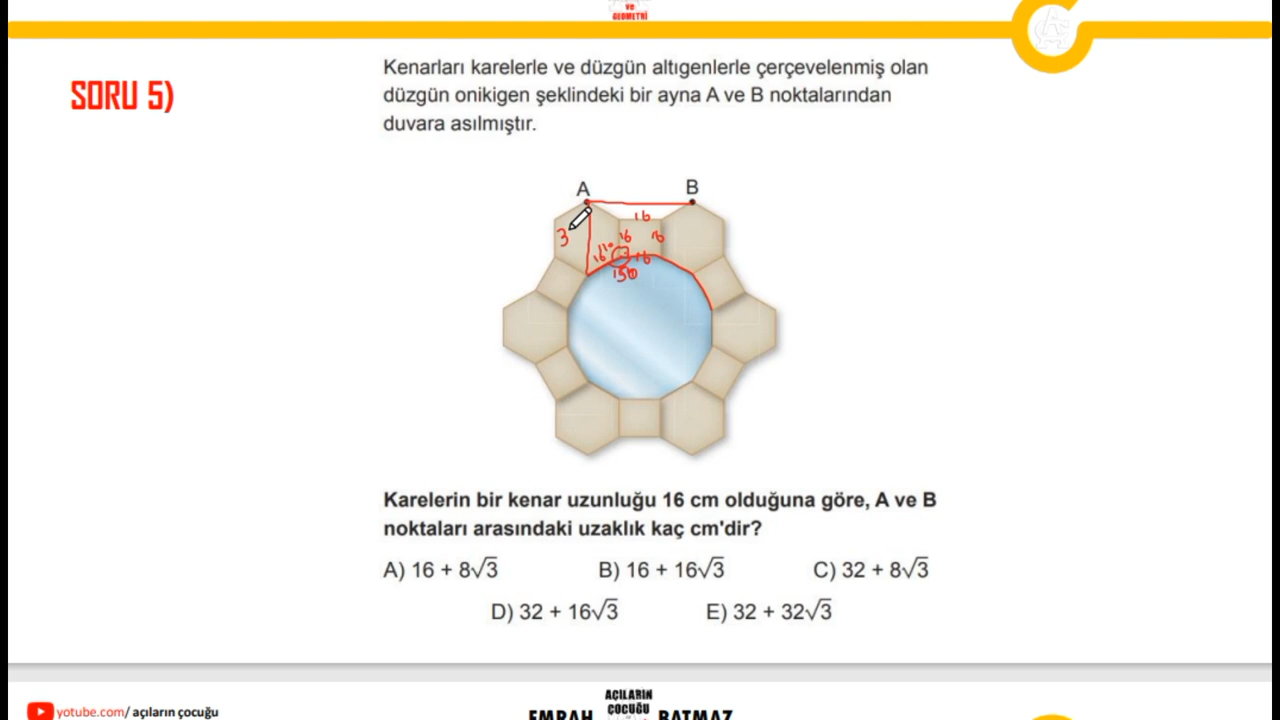 ve
GEOMETRİ
SORU 5)
Kenarları karelerle ve düzgün altıgenlerle çerçevelenmiş olan
düzgün onikigen şeklindeki bir ayna A ve B noktalarından
duvara asılmıştır.
A B
16
3 16 16
16 16
150
Karelerin bir kenar uzunluğu 16 cm olduğuna göre, A ve B
noktaları arasındaki uzaklık kaç cm'dir?
A) 16 + 8√3 B) 16 + 16√3 C) 32 + 8√3
D) 32 + 16√3 E) 32 + 32√3
yotube.com/ açıların çocuğu
AÇILARIN
ÇOCUĞU
EMRAH BATMAZ